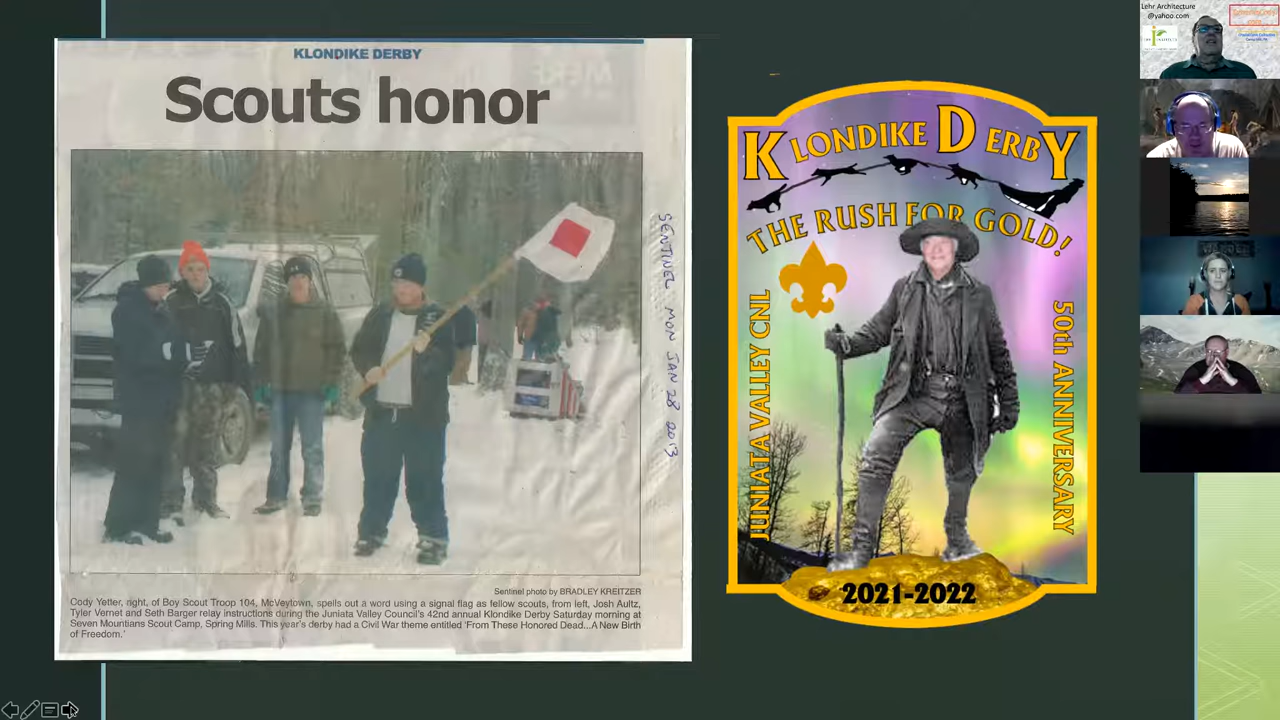 KLONDIKE DERBY
Scouts honor
SENTINEL MON JAN 28 2013
Sentinel photo by BRADLEY KREITZER
Cody Yetter, right, of Boy Scout Troop 104, McVeytown, spells out a word using a signal flag as fellow scouts, from left, Josh Aultz,
Tyler Vernet and Seth Barger relay instructions during the Juniata Valley Council's 42nd annual Klondike Derby Saturday morning at
Seven Mountians Scout Camp, Spring Mills. This year's derby had a Civil War theme entitled 'From These Honored Dead...A New Birth
of Freedom.'
KLONDIKE DERBY
THE RUSH FOR GOLD!
JUNIATA VALLEY CNL
50th ANNIVERSARY
2021-2022
Lehr Architecture
@yahoo.com